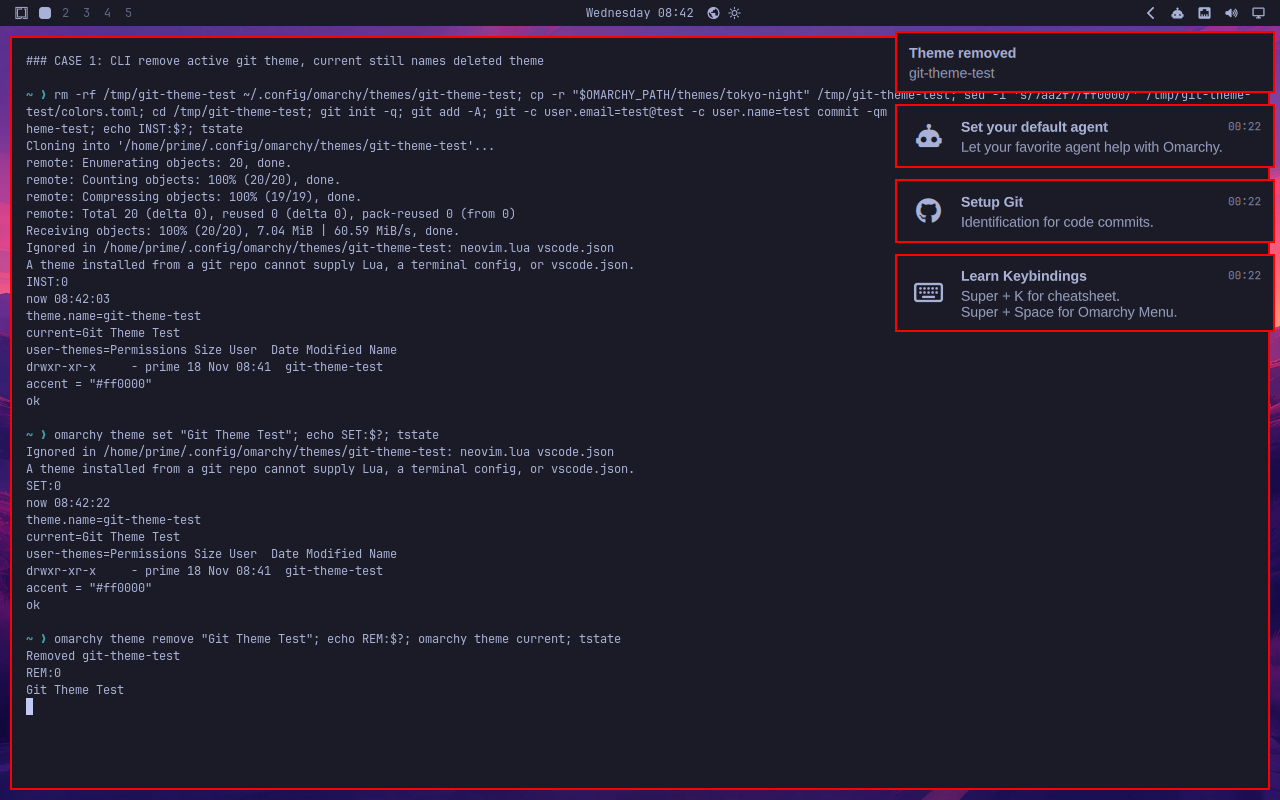 2 3 4 5
Wednesday 08:42
### CASE 1: CLI remove active git theme, current still names deleted theme
~ ❯ rm -rf /tmp/git-theme-test ~/.config/omarchy/themes/git-theme-test; cp -r "$OMARCHY_PATH/themes/tokyo-night" /tmp/git-theme-test; sed -i 's/7aa2f7/ff0000/' /tmp/git-theme-
test/colors.toml; cd /tmp/git-theme-test; git init -q; git add -A; git -c user.email=test@test -c user.name=test commit -qm
heme-test; echo INST:$?; tstate
Cloning into '/home/prime/.config/omarchy/themes/git-theme-test'...
remote: Enumerating objects: 20, done.
remote: Counting objects: 100% (20/20), done.
remote: Compressing objects: 100% (19/19), done.
remote: Total 20 (delta 0), reused 0 (delta 0), pack-reused 0 (from 0)
Receiving objects: 100% (20/20), 7.04 MiB | 60.59 MiB/s, done.
Ignored in /home/prime/.config/omarchy/themes/git-theme-test: neovim.lua vscode.json
A theme installed from a git repo cannot supply Lua, a terminal config, or vscode.json.
INST:0
now 08:42:03
theme.name=git-theme-test
current=Git Theme Test
user-themes=Permissions Size User  Date Modified Name
drwxr-xr-x     - prime 18 Nov 08:41  git-theme-test
accent = "#ff0000"
ok
~ ❯ omarchy theme set "Git Theme Test"; echo SET:$?; tstate
Ignored in /home/prime/.config/omarchy/themes/git-theme-test: neovim.lua vscode.json
A theme installed from a git repo cannot supply Lua, a terminal config, or vscode.json.
SET:0
now 08:42:22
theme.name=git-theme-test
current=Git Theme Test
user-themes=Permissions Size User  Date Modified Name
drwxr-xr-x     - prime 18 Nov 08:41  git-theme-test
accent = "#ff0000"
ok
~ ❯ omarchy theme remove "Git Theme Test"; echo REM:$?; omarchy theme current; tstate
Removed git-theme-test
REM:0
Git Theme Test
Theme removed
git-theme-test
Set your default agent 00:22
Let your favorite agent help with Omarchy.
Setup Git 00:22
Identification for code commits.
Learn Keybindings 00:22
Super + K for cheatsheet.
Super + Space for Omarchy Menu.